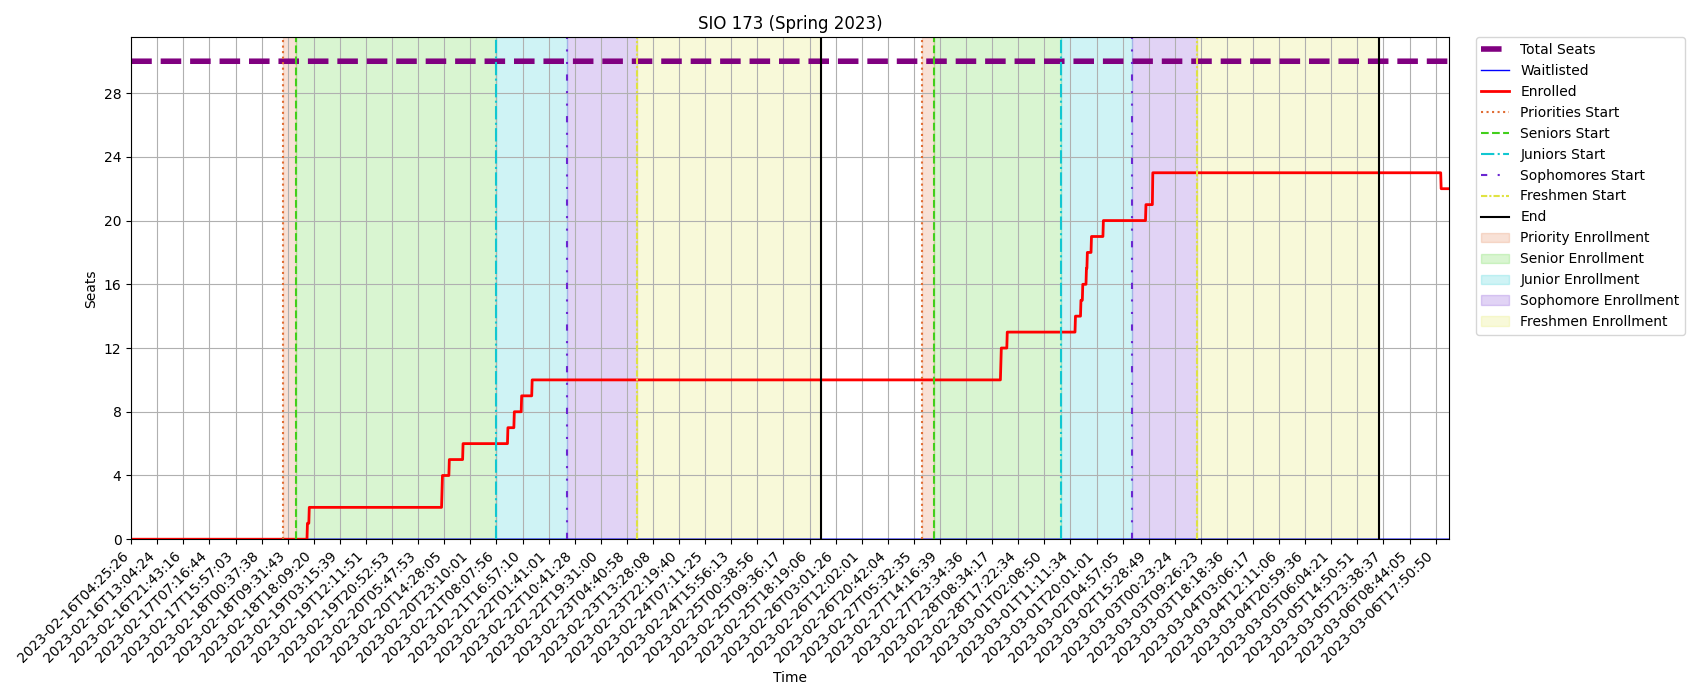 SIO 173 (Spring 2023)
28
24
20
16
12
8
4
0
Seats
2023-02-16T04:25:26
2023-02-16T13:04:24
2023-02-16T21:43:16
2023-02-17T07:16:44
2023-02-17T15:57:03
2023-02-18T00:37:38
2023-02-18T09:31:43
2023-02-18T18:09:20
2023-02-19T03:15:39
2023-02-19T12:11:51
2023-02-19T20:52:53
2023-02-20T05:47:53
2023-02-20T14:28:05
2023-02-20T23:10:01
2023-02-21T08:07:56
2023-02-21T16:57:10
2023-02-22T01:41:01
2023-02-22T10:41:28
2023-02-22T19:31:00
2023-02-23T04:40:58
2023-02-23T13:28:08
2023-02-23T22:19:40
2023-02-24T07:11:25
2023-02-24T15:56:13
2023-02-25T00:38:56
2023-02-25T09:36:17
2023-02-25T18:19:06
2023-02-26T03:01:26
2023-02-26T12:02:01
2023-02-26T20:42:04
2023-02-27T05:32:35
2023-02-27T14:16:39
2023-02-27T23:34:36
2023-02-28T08:34:17
2023-02-28T17:22:34
2023-03-01T02:08:50
2023-03-01T11:11:34
2023-03-01T20:01:01
2023-03-02T04:57:05
2023-03-02T15:28:49
2023-03-03T00:23:24
2023-03-03T09:26:23
2023-03-03T18:18:36
2023-03-04T03:06:17
2023-03-04T12:11:06
2023-03-04T20:59:36
2023-03-05T06:04:21
2023-03-05T14:50:51
2023-03-05T23:38:37
2023-03-06T08:44:05
2023-03-06T17:50:50
Time
Total Seats
Waitlisted
Enrolled
Priorities Start
Seniors Start
Juniors Start
Sophomores Start
Freshmen Start
End
Priority Enrollment
Senior Enrollment
Junior Enrollment
Sophomore Enrollment
Freshmen Enrollment